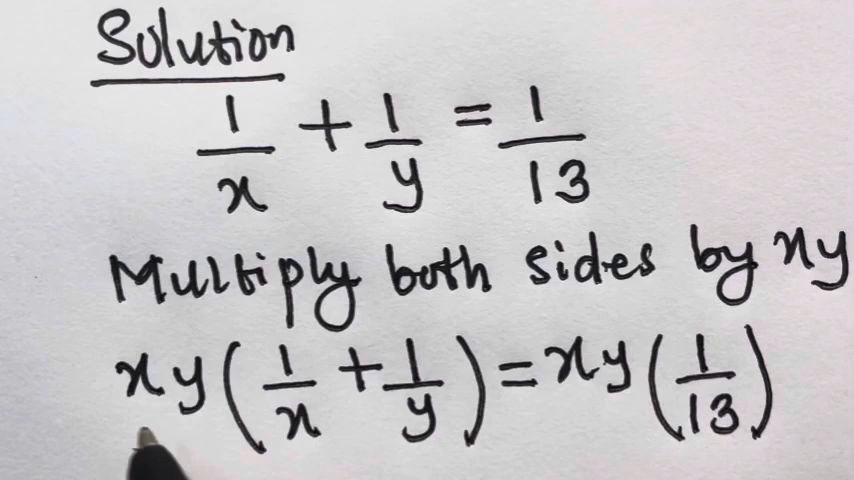 Solution
1/x + 1/y = 1/13
Multiply both sides by xy
xy(1/x + 1/y) = xy(1/13)